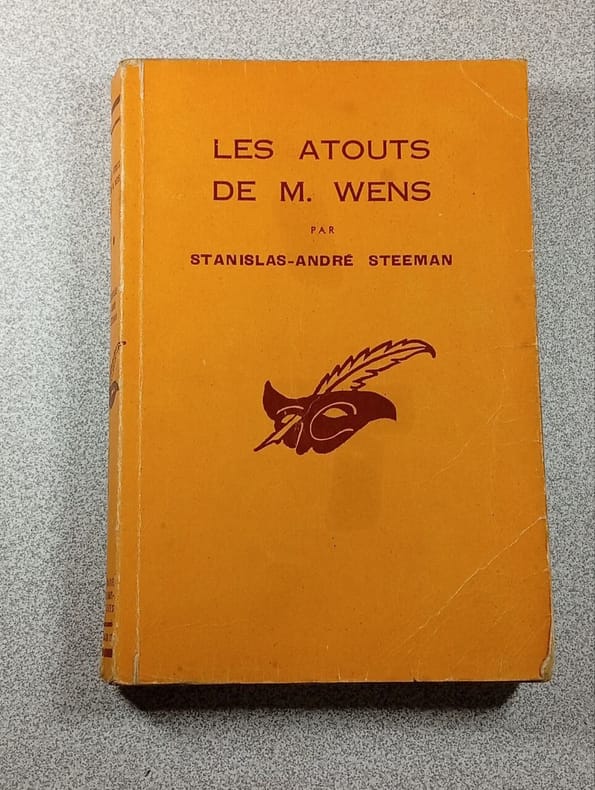 LES ATOUTS
DE M. WENS
PAR
STANISLAS-ANDRÉ STEEMAN